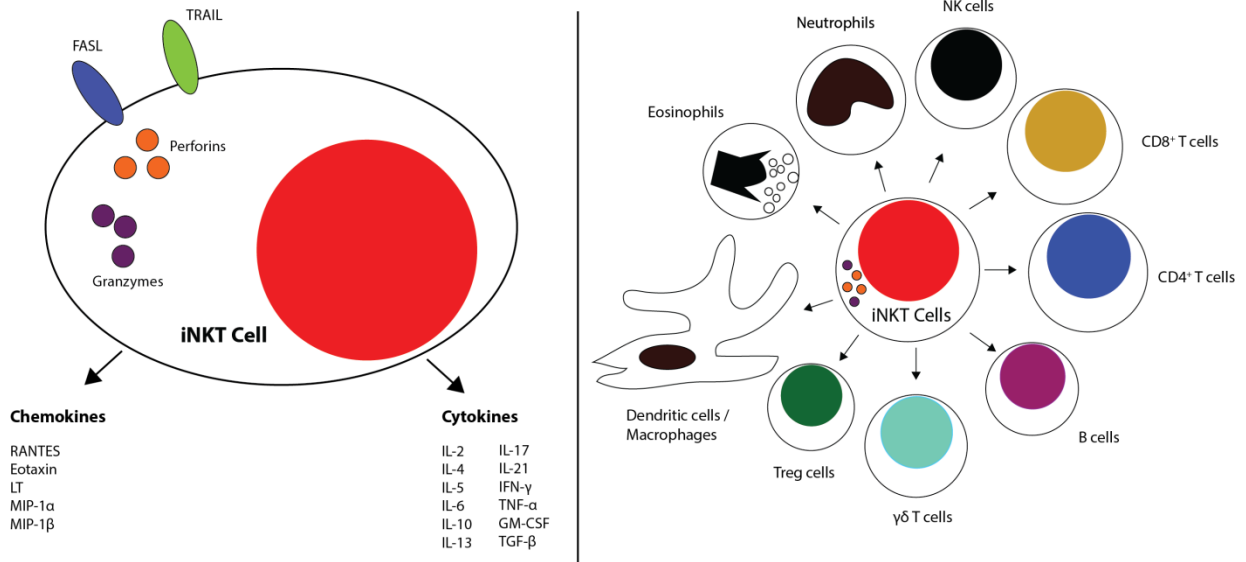 TRAIL
FASL
Perforins
Granzymes
iNKT Cell
Chemokines
RANTES
Eotaxin
LT
MIP-1α
MIP-1β
Cytokines
IL-2 IL-17
IL-4 IL-21
IL-5 IFN-γ
IL-6 TNF-α
IL-10 GM-CSF
IL-13 TGF-β
NK cells
Neutrophils
Eosinophils
CD8⁺ T cells
CD4⁺ T cells
iNKT Cells
Dendritic cells /
Macrophages
Treg cells
γδ T cells
B cells